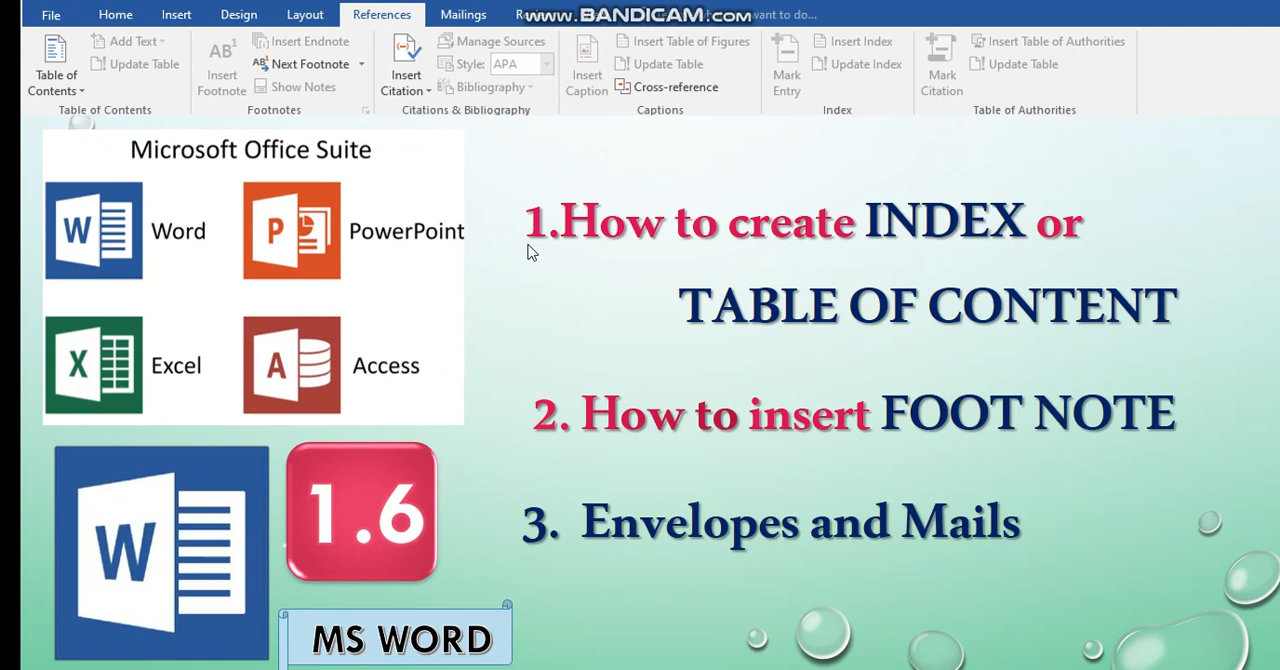 File Home Insert Design Layout References Mailings www.BANDICAM.com want to do...
Table of Contents
Add Text
Update Table
Table of Contents
AB¹
Insert Footnote
Insert Endnote
AB¹ Next Footnote
Show Notes
Footnotes
Insert Citation
Manage Sources
Style: APA
Bibliography
Citations & Bibliography
Insert Caption
Insert Table of Figures
Update Table
Cross-reference
Captions
Mark Entry
Insert Index
Update Index
Index
Mark Citation
Insert Table of Authorities
Update Table
Table of Authorities
Microsoft Office Suite
W Word
P PowerPoint
X Excel
A Access
W
1.6
MS WORD
1.How to create INDEX or
TABLE OF CONTENT
2. How to insert FOOT NOTE
3. Envelopes and Mails